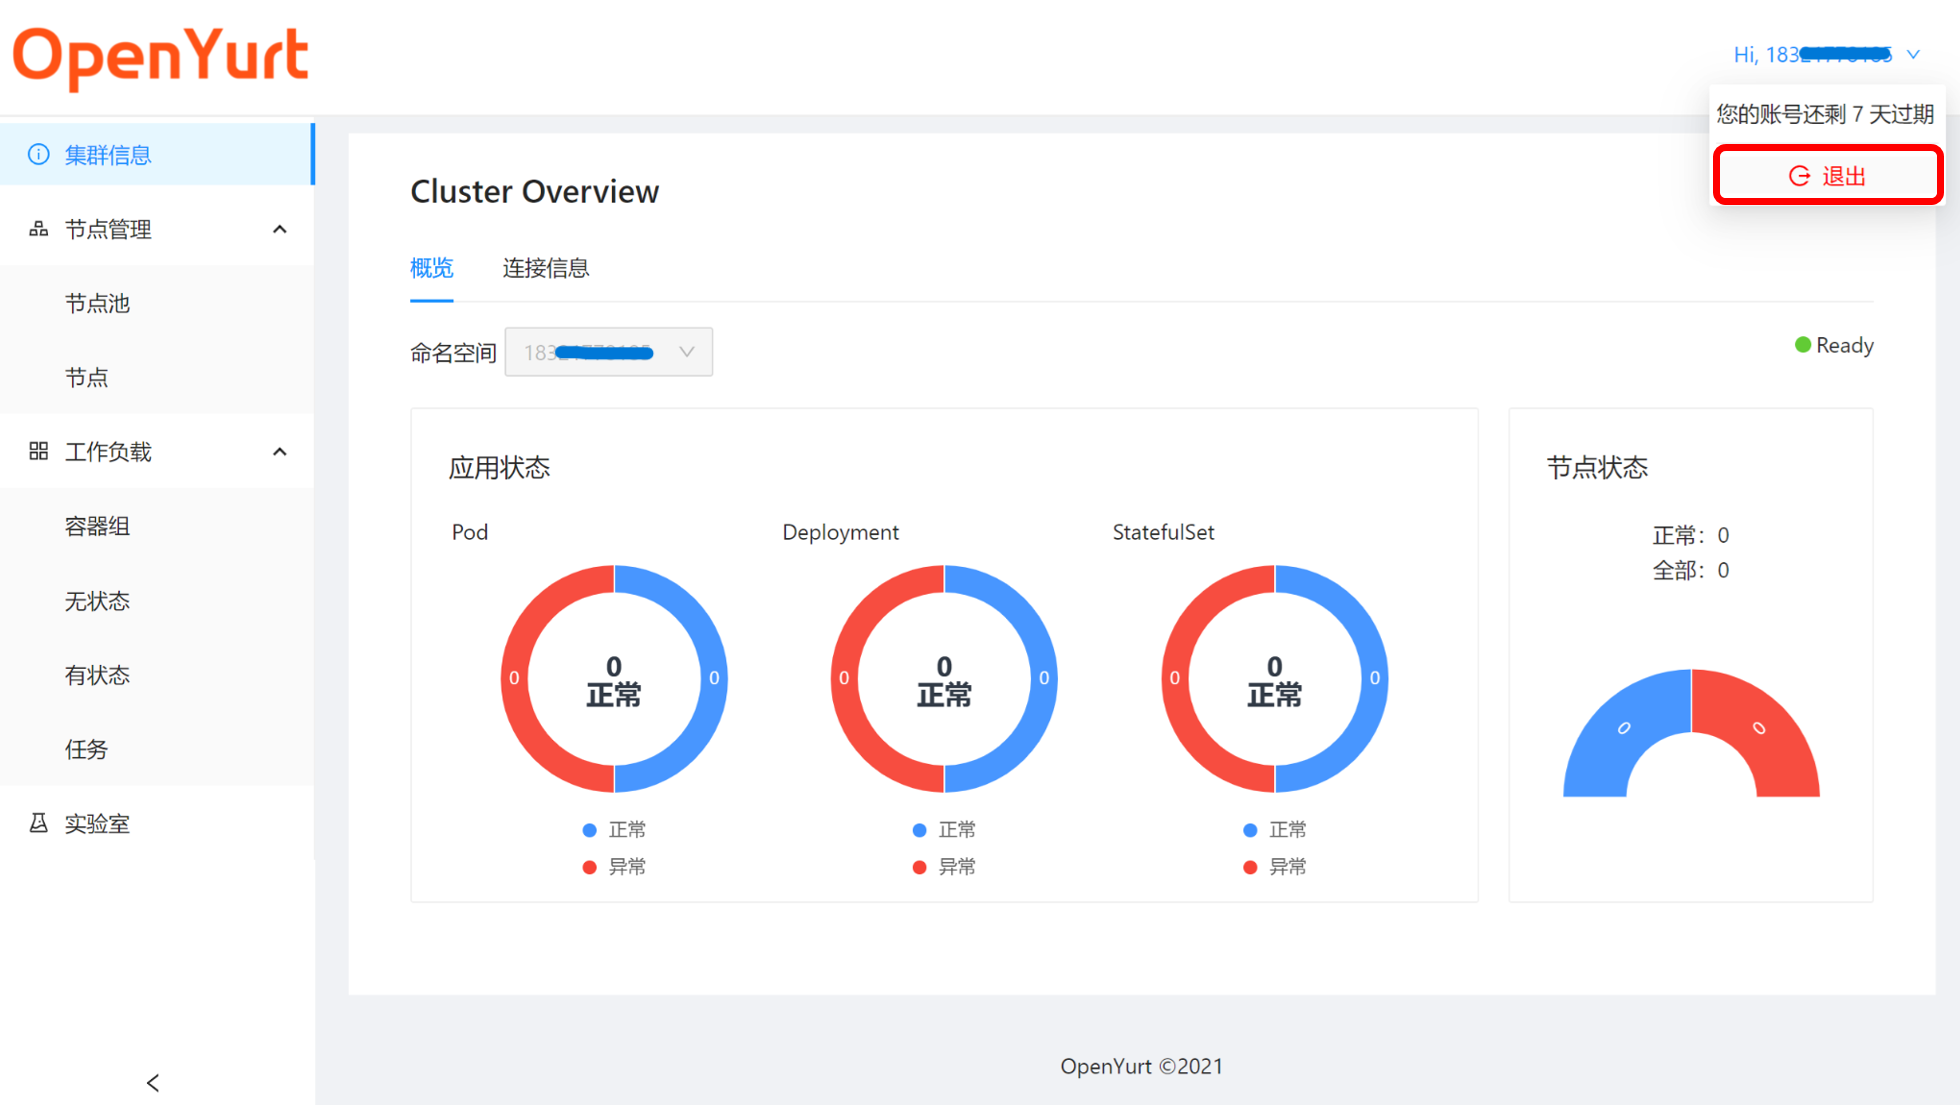 OpenYurt
Hi, 183
您的账号还剩 7 天过期
退出
集群信息
节点管理
节点池
节点
工作负载
容器组
无状态
有状态
任务
实验室
Cluster Overview
概览 连接信息
命名空间 183
Ready
应用状态
Pod Deployment StatefulSet
0 0 正常 0
0 0 正常 0
0 0 正常 0
正常 正常 正常
异常 异常 异常
节点状态
正常：0
全部：0
0 0
OpenYurt ©2021